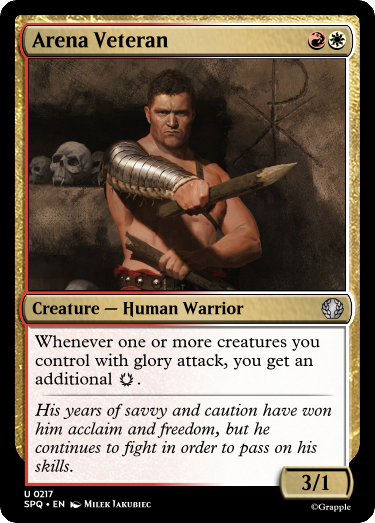 Arena Veteran
Creature — Human Warrior
Whenever one or more creatures you
control with glory attack, you get an
additional .
His years of savvy and caution have won
him acclaim and freedom, but he
continues to fight in order to pass on his
skills.
3/1
U 0217
SPQ • EN Milek Jakubiec
©Grapple